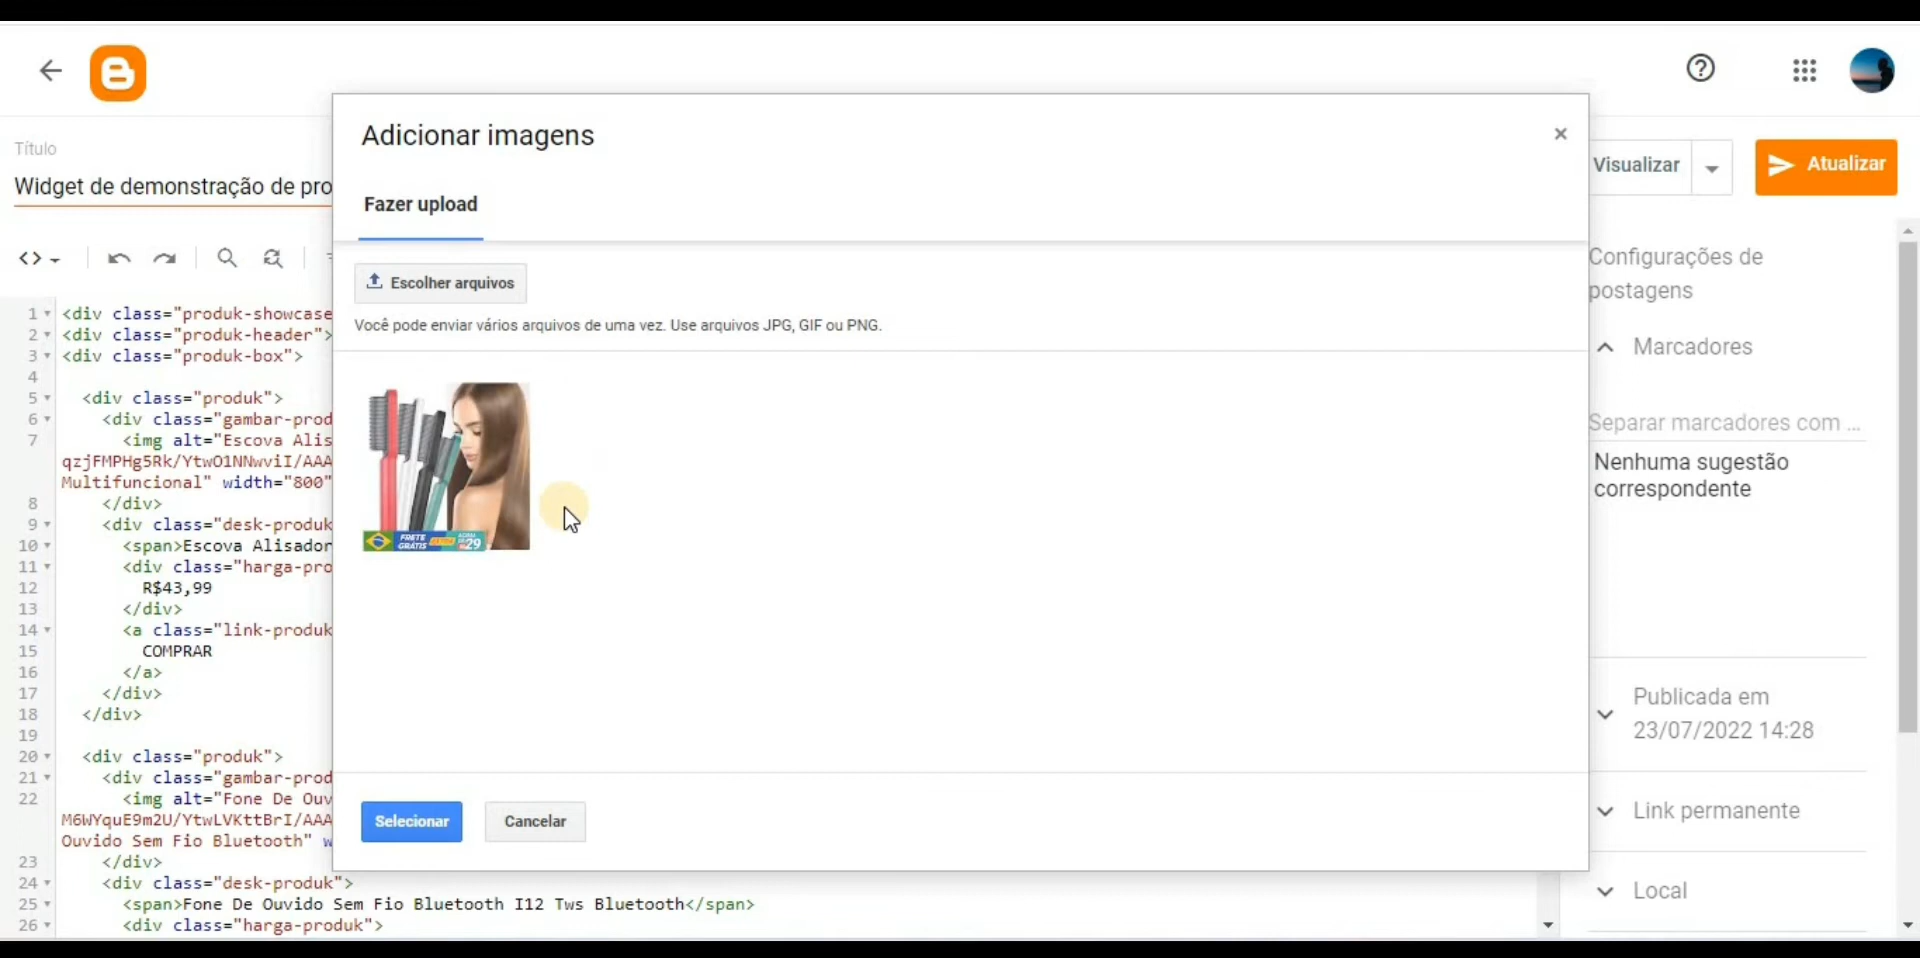 Título
Widget de demonstração de pro
Adicionar imagens
×
Fazer upload
Escolher arquivos
Você pode enviar vários arquivos de uma vez. Use arquivos JPG, GIF ou PNG.
FRETE
GRÁTIS
29
Selecionar
Cancelar
Visualizar
Atualizar
Configurações de
postagens
Marcadores
Separar marcadores com ...
Nenhuma sugestão
correspondente
Publicada em
23/07/2022 14:28
Link permanente
Local
1 <div class="produk-showcase
2 <div class="produk-header">
3 <div class="produk-box">
4
5 <div class="produk">
6 <div class="gambar-prod
7 <img alt="Escova Alis
qzjFMPHg5Rk/YtwO1NNwviI/AAA
Multifuncional" width="800"
8 </div>
9 <div class="desk-produk
10 <span>Escova Alisador
11 <div class="harga-pro
12 R$43,99
13 </div>
14 <a class="link-produk
15 COMPRAR
16 </a>
17 </div>
18 </div>
19
20 <div class="produk">
21 <div class="gambar-prod
22 <img alt="Fone De Ouv
M6WYquE9m2U/YtwLVKttBrI/AAA
Ouvido Sem Fio Bluetooth" w
23 </div>
24 <div class="desk-produk">
25 <span>Fone De Ouvido Sem Fio Bluetooth I12 Tws Bluetooth</span>
26 <div class="harga-produk">